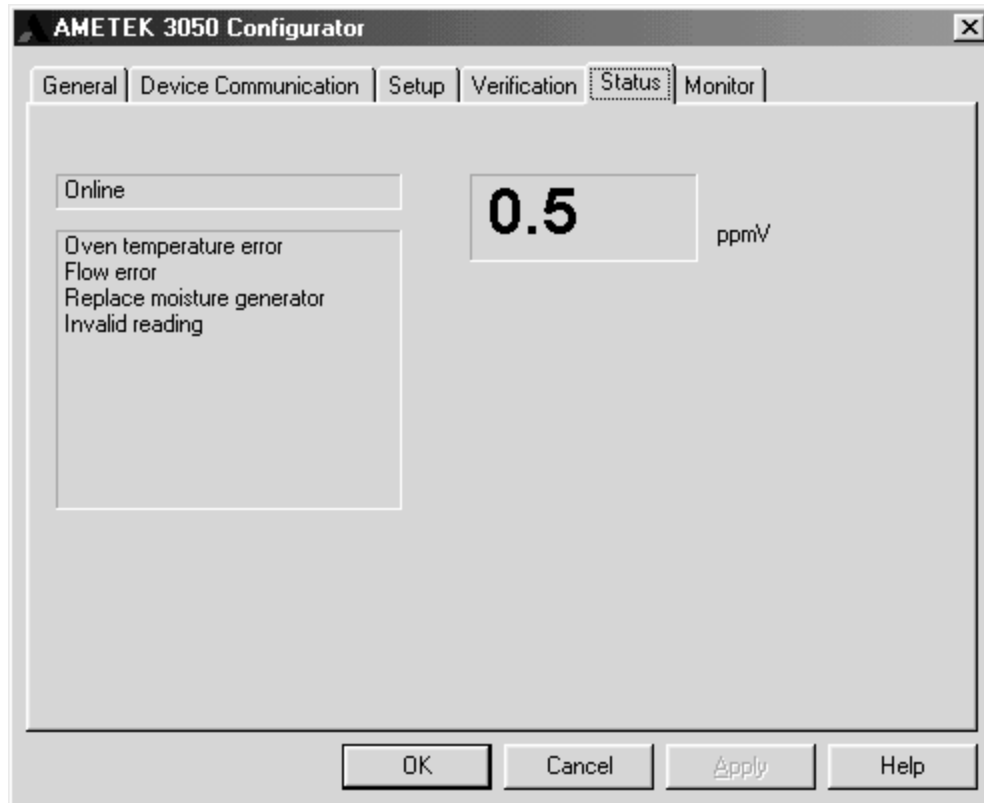 AMETEK 3050 Configurator
General
Device Communication
Setup
Verification
Status
Monitor
Online
0.5
ppmV
Oven temperature error
Flow error
Replace moisture generator
Invalid reading
OK
Cancel
Apply
Help